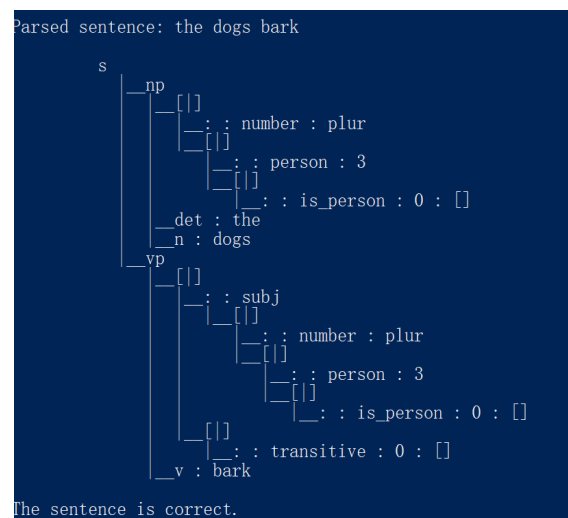 Parsed sentence: the dogs bark
s
|__np
| |__[|]
| | |__: : number : plur
| | |__[|]
| | |__: : person : 3
| | |__[|]
| | |__: : is_person : 0 : []
| |__det : the
| |__n : dogs
|__vp
|__[|]
| |__: : subj
| | |__[|]
| | |__: : number : plur
| | |__[|]
| | |__: : person : 3
| | |__[|]
| | |__: : is_person : 0 : []
| |__[|]
| |__: : transitive : 0 : []
|__v : bark
The sentence is correct.